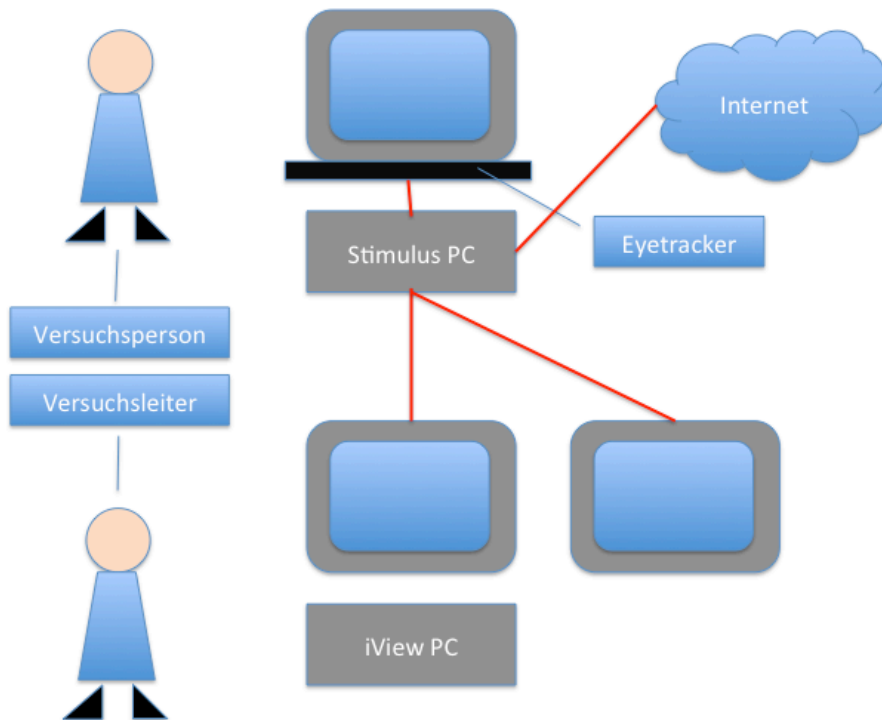 Internet
Eyetracker
Stimulus PC
Versuchsperson
Versuchsleiter
iView PC